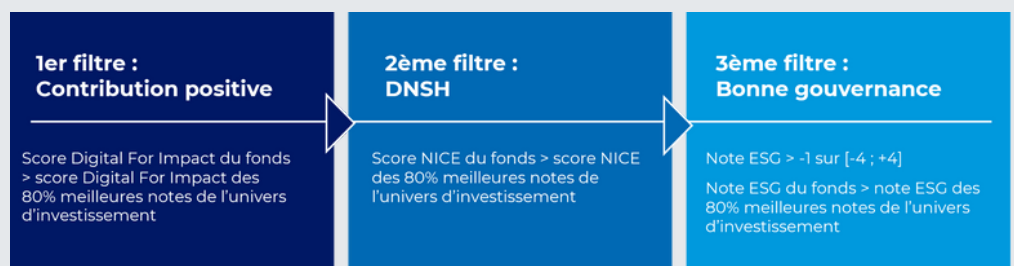 1er filtre :
Contribution positive
Score Digital For Impact du fonds
> score Digital For Impact des
80% meilleures notes de l'univers
d'investissement
2ème filtre :
DNSH
Score NICE du fonds > score NICE
des 80% meilleures notes de
l'univers d'investissement
3ème filtre :
Bonne gouvernance
Note ESG > -1 sur [-4 ; +4]
Note ESG du fonds > note ESG des
80% meilleures notes de l'univers
d'investissement